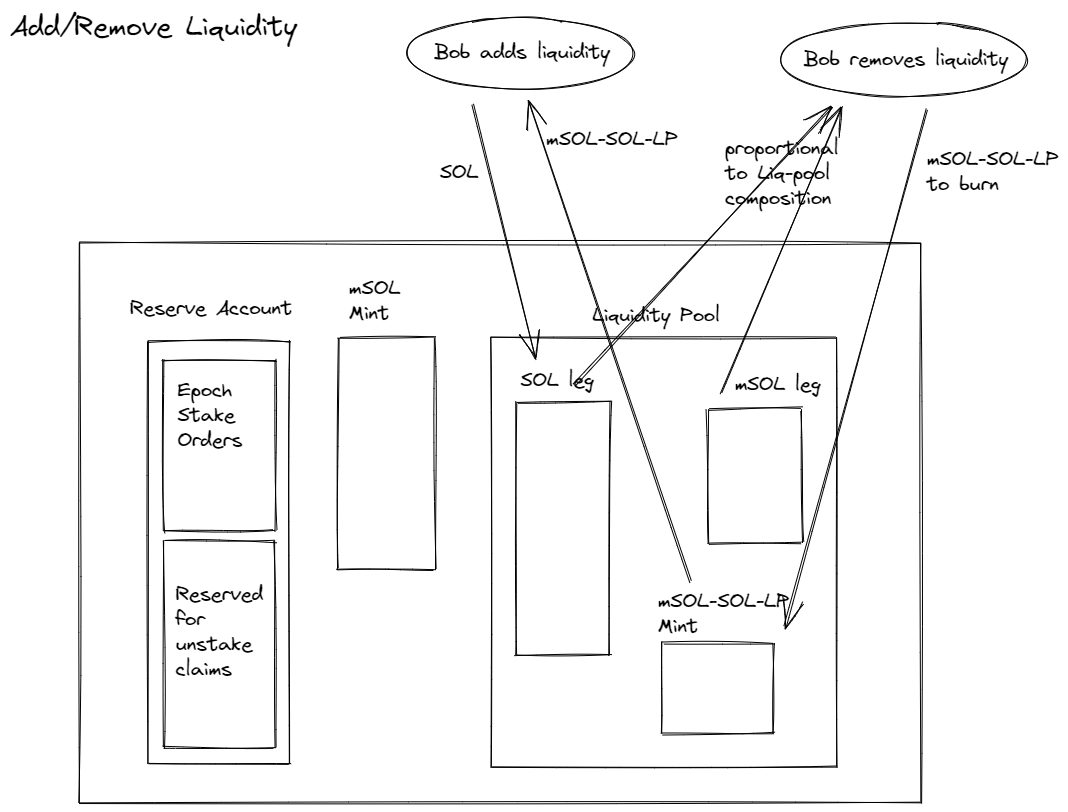 Add/Remove Liquidity
Bob adds liquidity
Bob removes liquidity
SOL
mSOL-SOL-LP
proportional
to Liq-pool
composition
mSOL-SOL-LP
to burn
Reserve Account
mSOL
Mint
Liquidity Pool
Epoch
Stake
Orders
Reserved
for
unstake
claims
SOL leg
mSOL leg
mSOL-SOL-LP
Mint